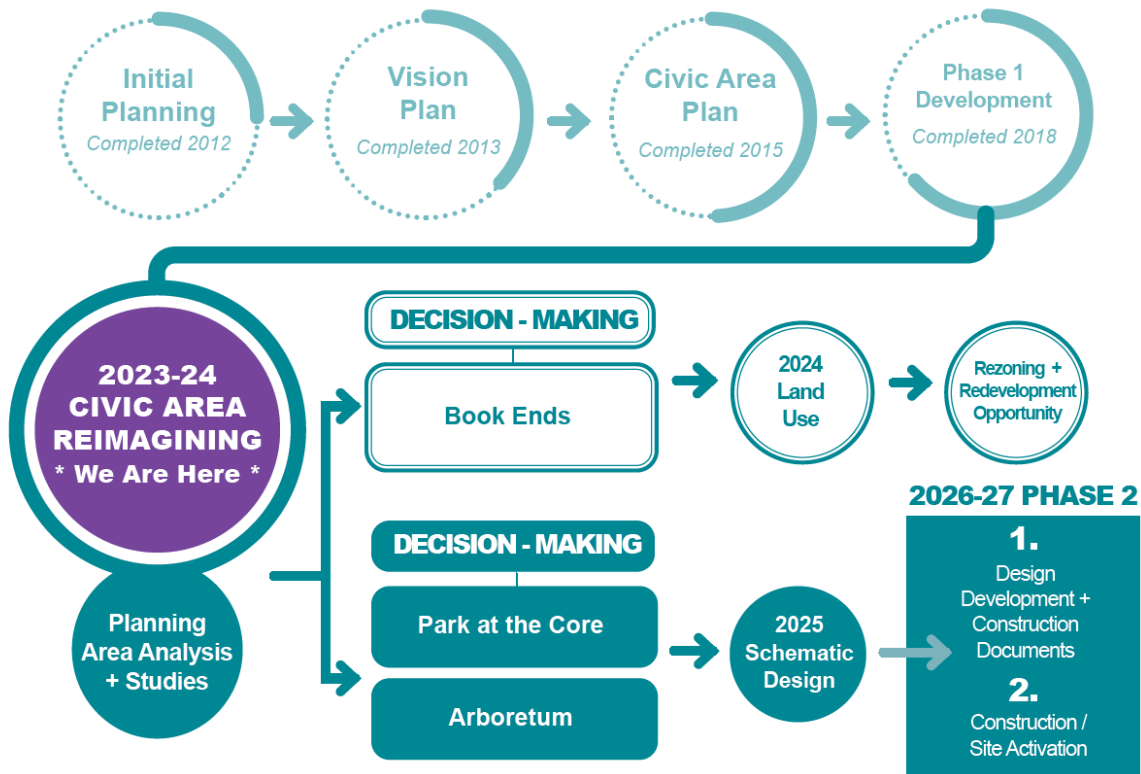 Initial
Planning
Completed 2012
Vision
Plan
Completed 2013
Civic Area
Plan
Completed 2015
Phase 1
Development
Completed 2018
2023-24
CIVIC AREA
REIMAGINING
* We Are Here *
Planning
Area Analysis
+ Studies
DECISION - MAKING
Book Ends
2024
Land
Use
Rezoning +
Redevelopment
Opportunity
DECISION - MAKING
Park at the Core
Arboretum
2025
Schematic
Design
2026-27 PHASE 2
1.
Design
Development +
Construction
Documents
2.
Construction /
Site Activation